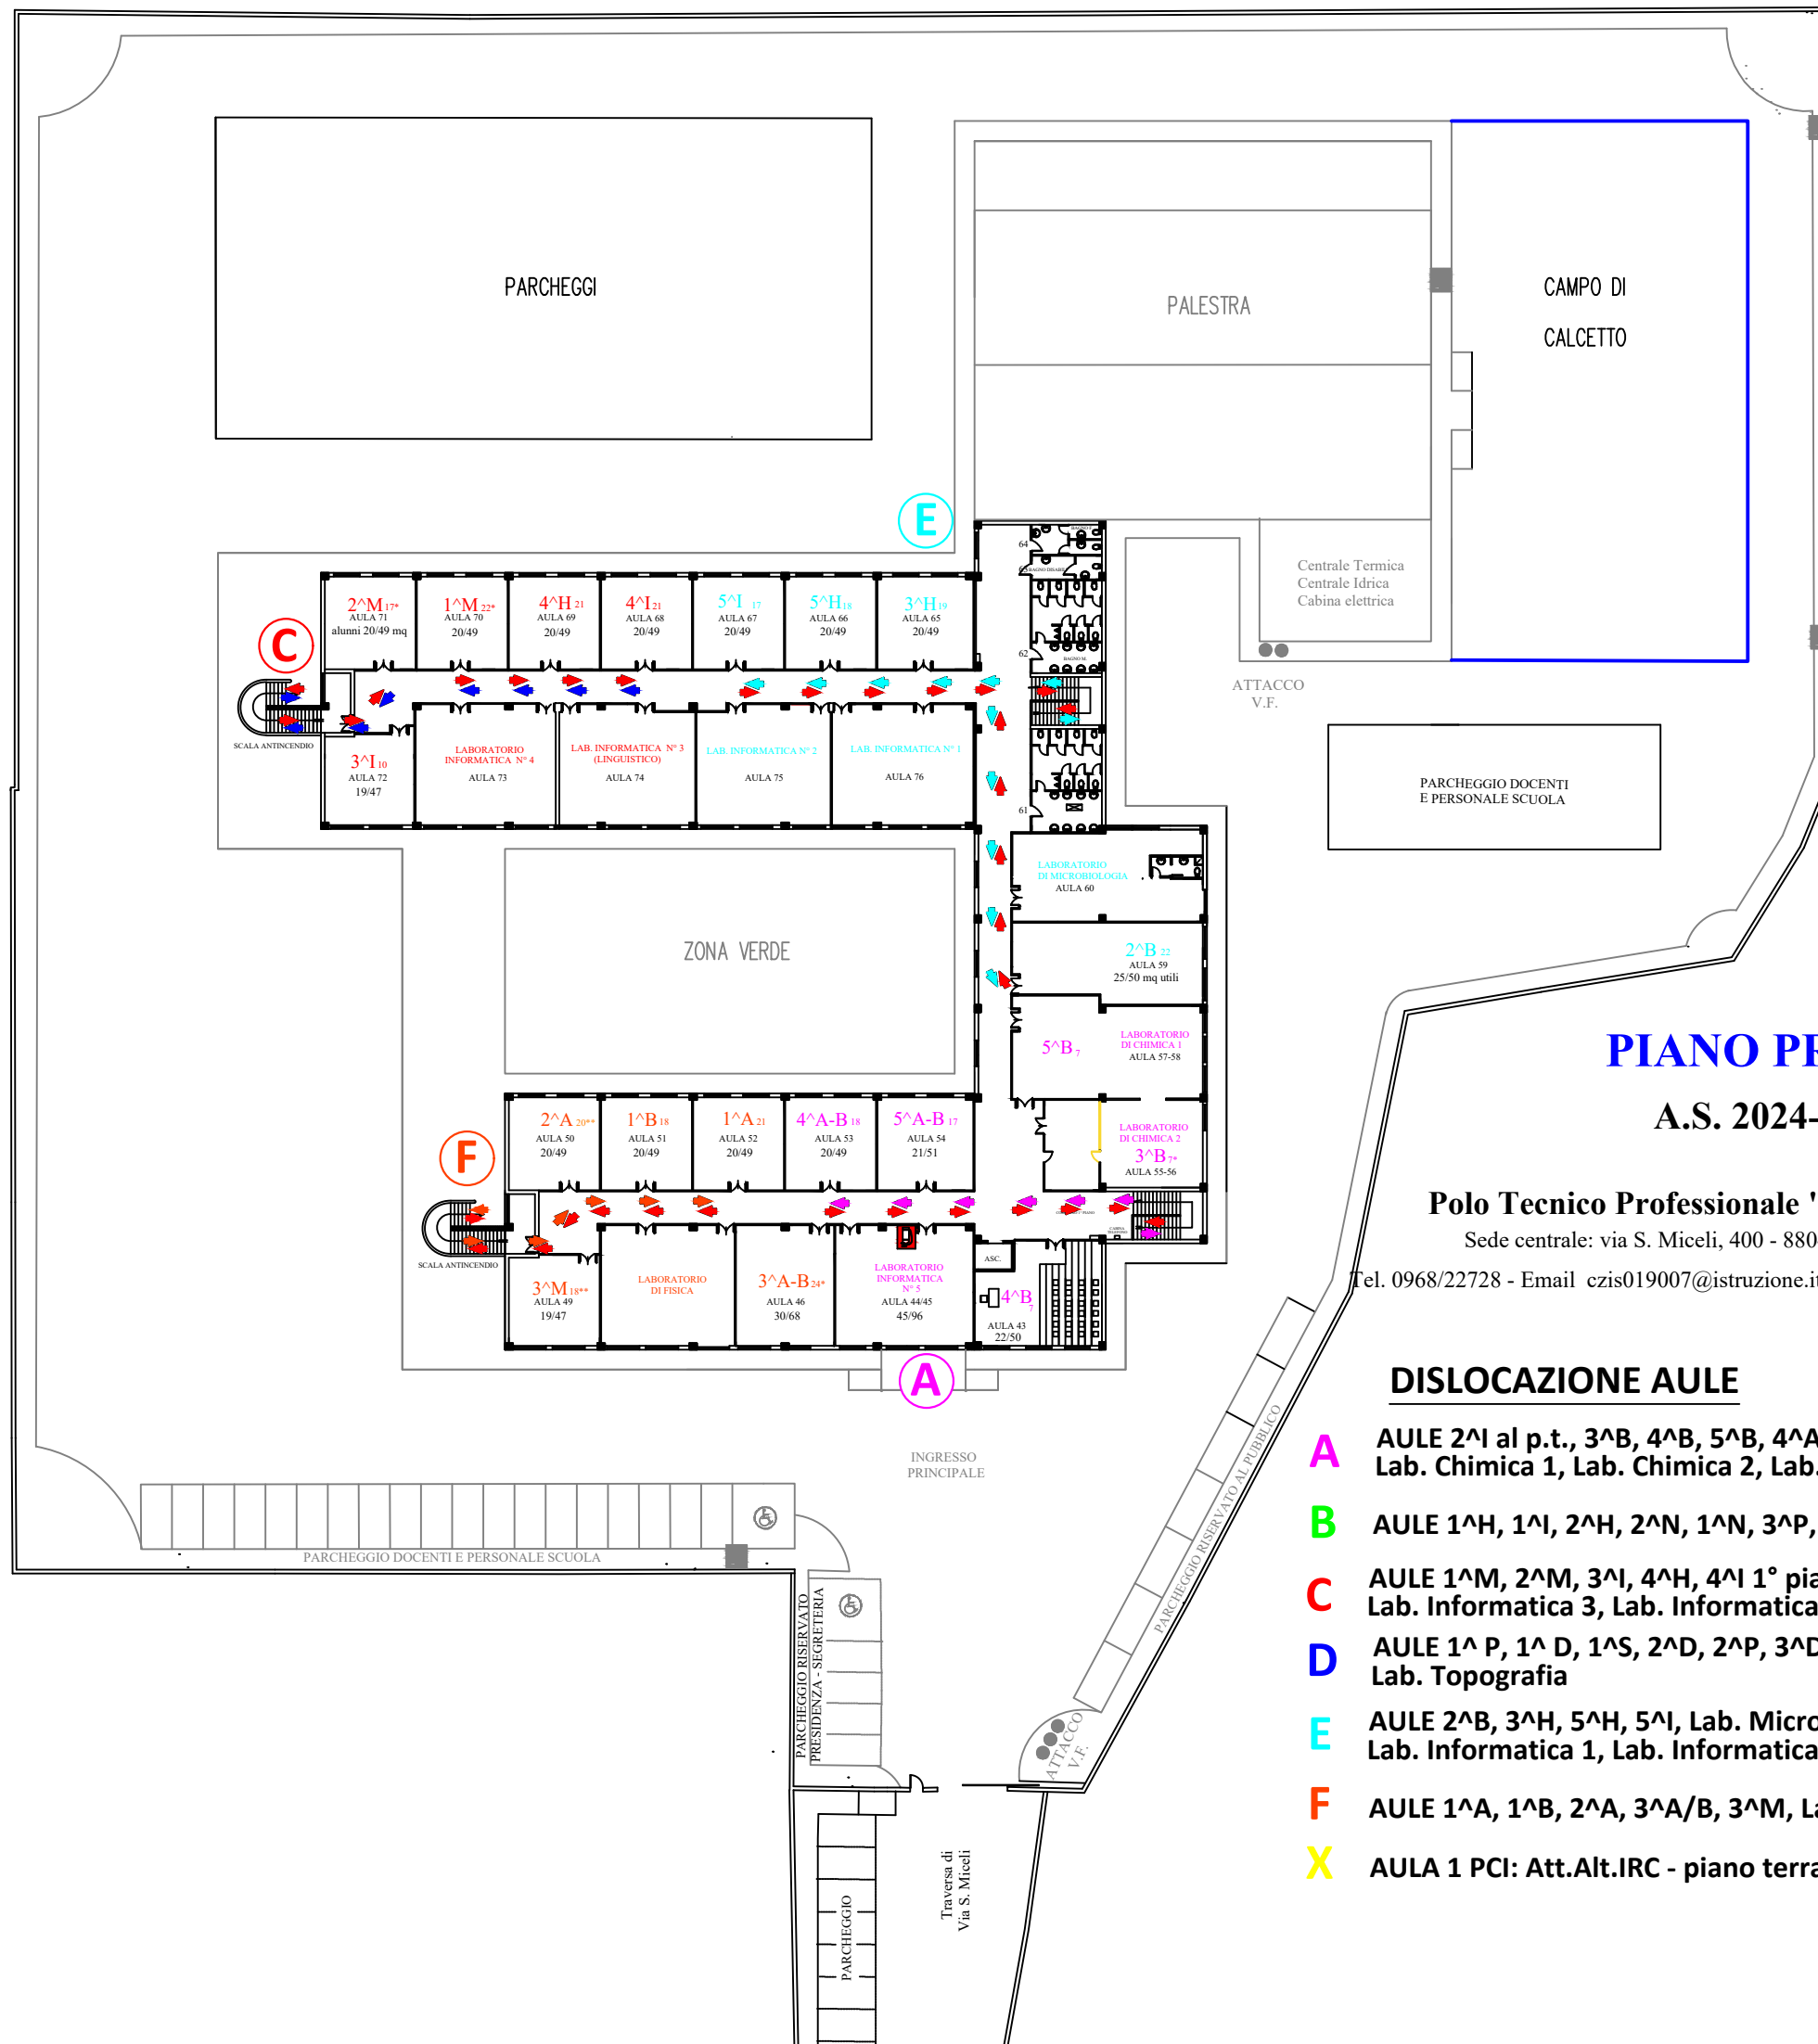 PARCHEGGI
PALESTRA
CAMPO DI
CALCETTO
E
64
BAGNO DISABILI
62
BAGNO M.
61
Centrale Termica
Centrale Idrica
Cabina elettrica
ATTACCO
V.F.
PARCHEGGIO DOCENTI
E PERSONALE SCUOLA
C
2^M 17*
AULA 71
alunni 20/49 mq
1^M 22*
AULA 70
20/49
4^H 21
AULA 69
20/49
4^I 21
AULA 68
20/49
5^I 17
AULA 67
20/49
5^H 18
AULA 66
20/49
3^H 19
AULA 65
20/49
SCALA ANTINCENDIO
3^I 10
AULA 72
19/47
LABORATORIO
INFORMATICA N° 4
AULA 73
LAB. INFORMATICA N° 3
(LINGUISTICO)
AULA 74
LAB. INFORMATICA N° 2
AULA 75
LAB. INFORMATICA N° 1
AULA 76
LABORATORIO
DI MICROBIOLOGIA
AULA 60
2^B 22
AULA 59
25/50 mq utili
ZONA VERDE
5^B 7
LABORATORIO
DI CHIMICA 1
AULA 57-58
LABORATORIO
DI CHIMICA 2
3^B 7*
AULA 55-56
F
2^A 20**
AULA 50
20/49
1^B 18
AULA 51
20/49
1^A 21
AULA 52
20/49
4^A-B 18
AULA 53
20/49
5^A-B 17
AULA 54
21/51
SCALA ANTINCENDIO
3^M 18**
AULA 49
19/47
LABORATORIO
DI FISICA
3^A-B 24*
AULA 46
30/68
LABORATORIO
INFORMATICA
N° 5
AULA 44/45
45/96
ASC.
4^B 7
AULA 43
22/50
A
INGRESSO
PRINCIPALE
PARCHEGGIO DOCENTI E PERSONALE SCUOLA
PARCHEGGIO RISERVATO
PRESIDENZA - SEGRETERIA
PARCHEGGIO RISERVATO AL PUBBLICO
ATTACCO
V.F.
PARCHEGGIO
Traversa di
Via S. Miceli
PIANO PR
A.S. 2024-
Polo Tecnico Professionale "
Sede centrale: via S. Miceli, 400 - 880
Tel. 0968/22728 - Email czis019007@istruzione.it
DISLOCAZIONE AULE
A AULE 2^I al p.t., 3^B, 4^B, 5^B, 4^A
Lab. Chimica 1, Lab. Chimica 2, Lab.
B AULE 1^H, 1^I, 2^H, 2^N, 1^N, 3^P,
C AULE 1^M, 2^M, 3^I, 4^H, 4^I 1° pia
Lab. Informatica 3, Lab. Informatica
D AULE 1^ P, 1^ D, 1^S, 2^D, 2^P, 3^D
Lab. Topografia
E AULE 2^B, 3^H, 5^H, 5^I, Lab. Micro
Lab. Informatica 1, Lab. Informatica
F AULE 1^A, 1^B, 2^A, 3^A/B, 3^M, La
X AULA 1 PCI: Att.Alt.IRC - piano terra